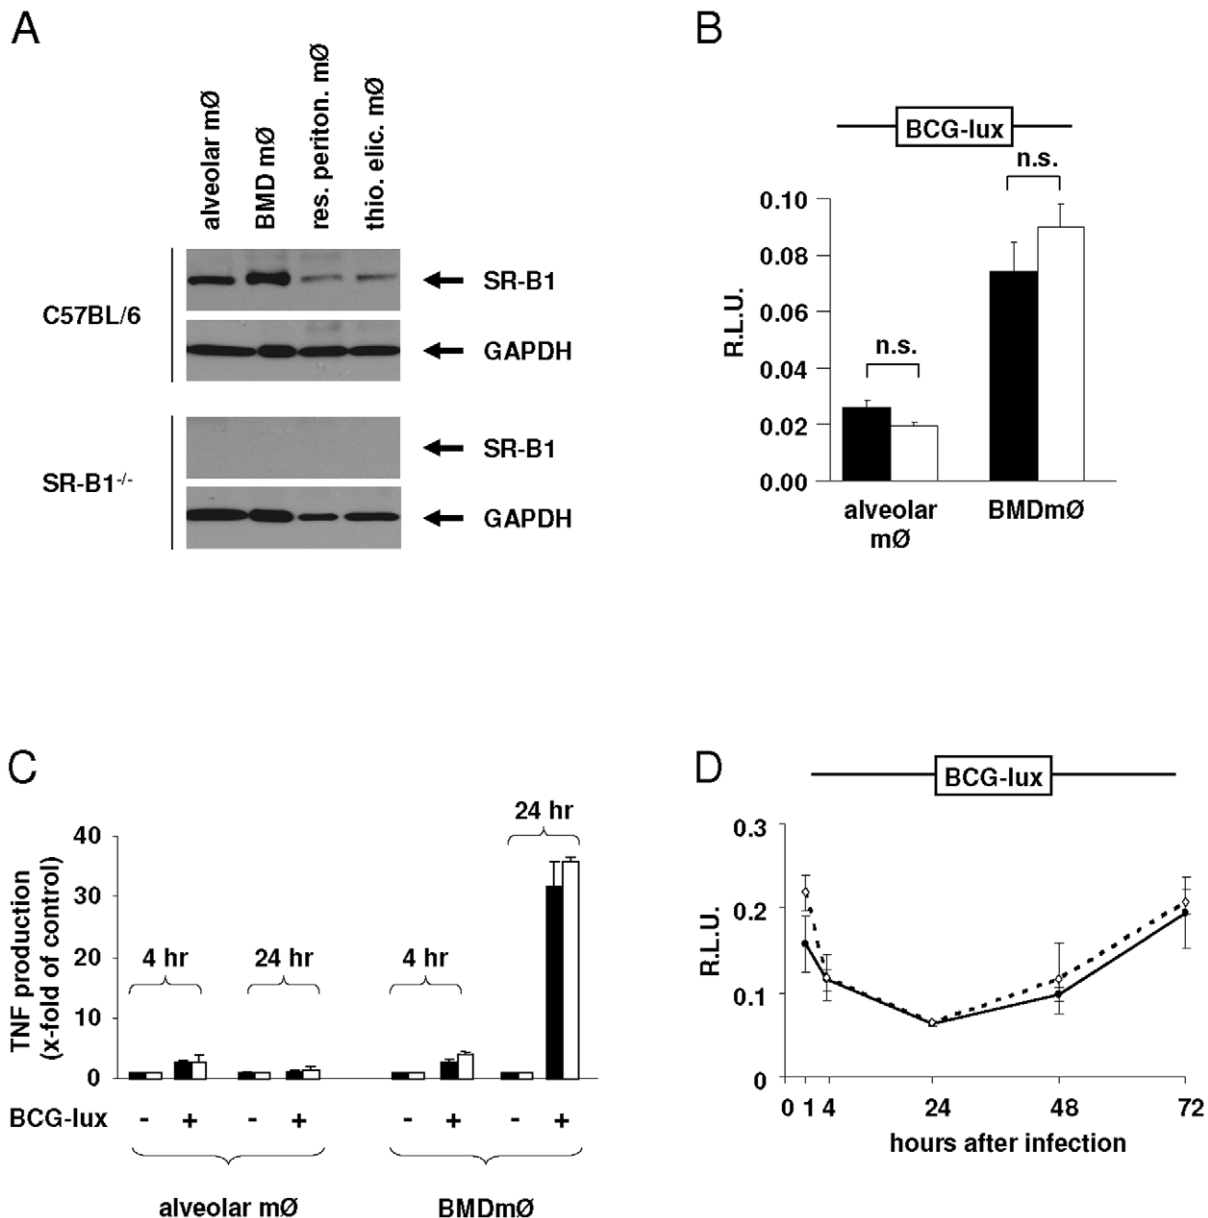 A
alveolar mØ
BMD mØ
res. periton. mØ
thio. elic. mØ
C57BL/6
SR-B1
GAPDH
SR-B1-/-
SR-B1
GAPDH
B
BCG-lux
n.s.
n.s.
R.L.U.
0.10
0.08
0.06
0.04
0.02
0.00
alveolar
mØ
BMDmØ
C
TNF production
(x-fold of control)
40
30
20
10
0
4 hr
24 hr
4 hr
24 hr
BCG-lux - + - + - + - +
alveolar mØ
BMDmØ
D
BCG-lux
R.L.U.
0.3
0.2
0.1
0
0 1 4 24 48 72
hours after infection